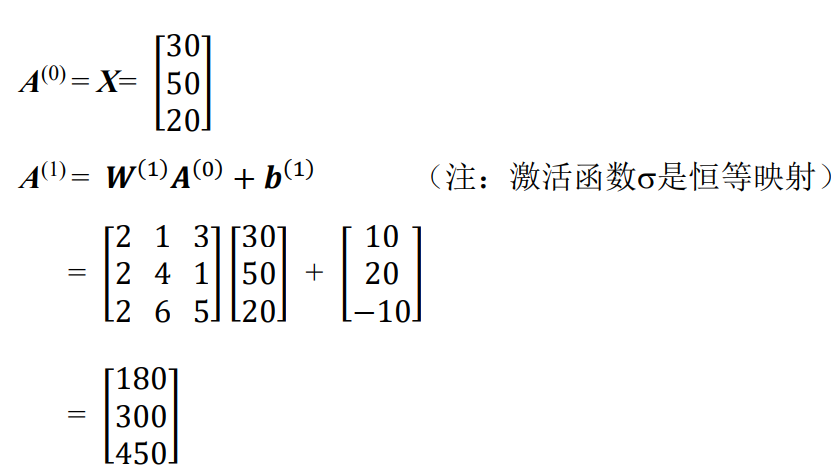 A⁽⁰⁾ = X= [30 50 20]
A⁽¹⁾ = W⁽¹⁾A⁽⁰⁾ + b⁽¹⁾ （注：激活函数σ是恒等映射）
= [2 1 3 2 4 1 2 6 5] [30 50 20] + [10 20 −10]
= [180 300 450]